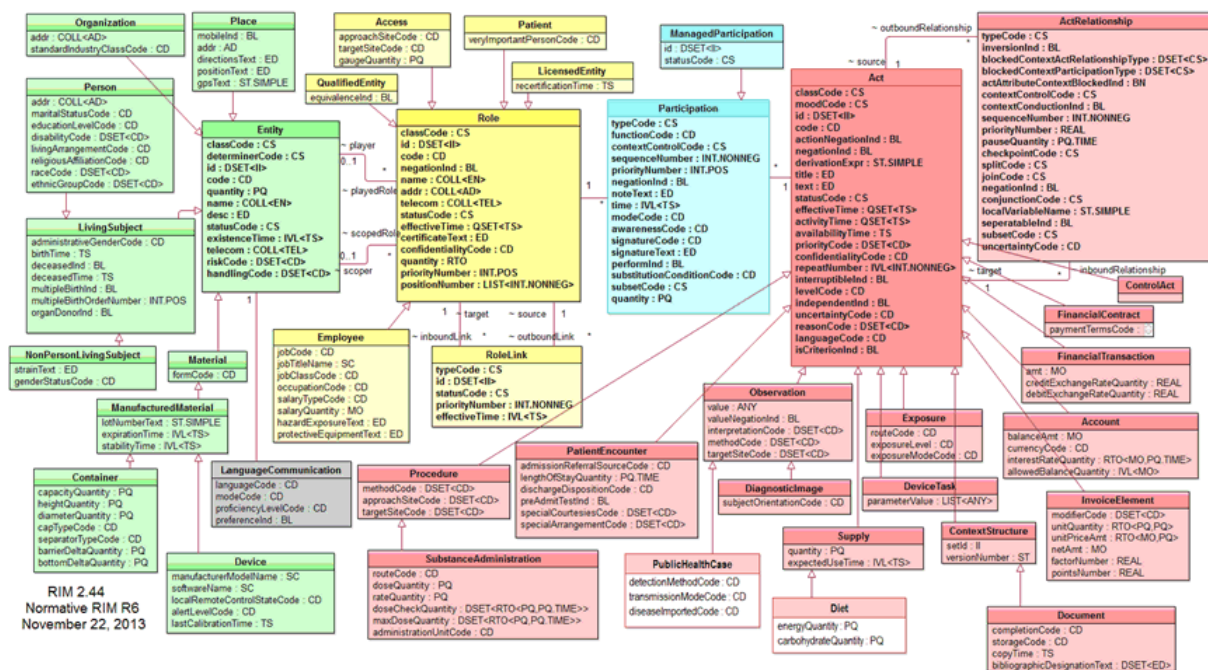 Organization
addr : COLL<AD>
standardIndustryClassCode : CD
Place
mobileInd : BL
addr : AD
directionsText : ED
positionText : ED
gpsText : ST.SIMPLE
Access
approachSiteCode : CD
targetSiteCode : CD
gaugeQuantity : PQ
Patient
veryImportantPersonCode : CD
ManagedParticipation
id : DSET<II>
statusCode : CS
~ outboundRelationship
*
1
~ source
ActRelationship
typeCode : CS
inversionInd : BL
blockedContextActRelationshipType : DSET<CS>
blockedContextParticipationType : DSET<CS>
actAttributeContextBlockedInd : BN
contextControlCode : CS
contextConductionInd : BL
sequenceNumber : INT.NONNEG
priorityNumber : REAL
pauseQuantity : PQ.TIME
checkpointCode : CS
splitCode : CS
joinCode : CS
negationInd : BL
conjunctionCode : CS
localVariableName : ST.SIMPLE
seperatableInd : BL
subsetCode : CS
uncertaintyCode : CD
Person
addr : COLL<AD>
maritalStatusCode : CD
educationLevelCode : CD
disabilityCode : DSET<CD>
livingArrangementCode : CD
religiousAffiliationCode : CD
raceCode : DSET<CD>
ethnicGroupCode : DSET<CD>
QualifiedEntity
equivalenceInd : BL
LicensedEntity
recertificationTime : TS
Entity
classCode : CS
determinerCode : CS
id : DSET<II>
code : CD
quantity : PQ
name : COLL<EN>
desc : ED
statusCode : CS
existenceTime : IVL<TS>
telecom : COLL<TEL>
riskCode : DSET<CD>
handlingCode : DSET<CD>
~ player
0..1
*
~ playedRole
~ scopedRole
*
0..1
~ scoper
Role
classCode : CS
id : DSET<II>
code : CD
negationInd : BL
name : COLL<EN>
addr : COLL<AD>
telecom : COLL<TEL>
statusCode : CS
effectiveTime : QSET<TS>
certificateText : ED
confidentialityCode : CD
quantity : RTO
priorityNumber : INT.POS
positionNumber : LIST<INT.NONNEG>
1
*
Participation
typeCode : CS
functionCode : CD
contextControlCode : CS
sequenceNumber : INT.NONNEG
priorityNumber : INT.POS
negationInd : BL
noteText : ED
time : IVL<TS>
modeCode : CD
awarenessCode : CD
signatureCode : CD
signatureText : ED
performInd : BL
substitutionConditionCode : CD
subsetCode : CS
quantity : PQ
*
1
Act
classCode : CS
moodCode : CS
id : DSET<II>
code : CD
actionNegationInd : BL
negationInd : BL
derivationExpr : ST.SIMPLE
title : ED
text : ED
statusCode : CS
effectiveTime : QSET<TS>
activityTime : QSET<TS>
availabilityTime : TS
priorityCode : DSET<CD>
confidentialityCode : CD
repeatNumber : IVL<INT.NONNEG>
interruptibleInd : BL
levelCode : CD
independentInd : BL
uncertaintyCode : CD
reasonCode : DSET<CD>
languageCode : CD
isCriterionInd : BL
~ target
1
*
inboundRelationship
LivingSubject
administrativeGenderCode : CD
birthTime : TS
deceasedInd : BL
deceasedTime : TS
multipleBirthInd : BL
multipleBirthOrderNumber : INT.POS
organDonorInd : BL
1
1
~ target
~ source
1
~ inboundLink
*
~ outboundLink
*
ControlAct
FinancialContract
paymentTermsCode :
FinancialTransaction
amt : MO
creditExchangeRateQuantity : REAL
debitExchangeRateQuantity : REAL
NonPersonLivingSubject
strainText : ED
genderStatusCode : CD
Material
formCode : CD
Employee
jobCode : CD
jobTitleName : SC
jobClassCode : CD
occupationCode : CD
salaryTypeCode : CD
salaryQuantity : MO
hazardExposureText : ED
protectiveEquipmentText : ED
RoleLink
typeCode : CS
id : DSET<II>
statusCode : CS
priorityNumber : INT.NONNEG
effectiveTime : IVL<TS>
Observation
value : ANY
valueNegationInd : BL
interpretationCode : DSET<CD>
methodCode : DSET<CD>
targetSiteCode : DSET<CD>
Exposure
routeCode : CD
exposureLevel : CD
exposureModeCode : CD
Account
balanceAmt : MO
currencyCode : CD
interestRateQuantity : RTO<MO,PQ.TIME>
allowedBalanceQuantity : IVL<MO>
ManufacturedMaterial
lotNumberText : ST.SIMPLE
expirationTime : IVL<TS>
stabilityTime : IVL<TS>
LanguageCommunication
languageCode : CD
modeCode : CD
proficiencyLevelCode : CD
preferenceInd : BL
Procedure
methodCode : DSET<CD>
approachSiteCode : DSET<CD>
targetSiteCode : DSET<CD>
PatientEncounter
admissionReferralSourceCode : CD
lengthOfStayQuantity : PQ.TIME
dischargeDispositionCode : CD
preAdmitTestInd : BL
specialCourtesiesCode : DSET<CD>
specialArrangementCode : DSET<CD>
DiagnosticImage
subjectOrientationCode : CD
DeviceTask
parameterValue : LIST<ANY>
InvoiceElement
modifierCode : DSET<CD>
unitQuantity : RTO<PQ,PQ>
unitPriceAmt : RTO<MO,PQ>
netAmt : MO
factorNumber : REAL
pointsNumber : REAL
Container
capacityQuantity : PQ
heightQuantity : PQ
diameterQuantity : PQ
capTypeCode : CD
separatorTypeCode : CD
barrierDeltaQuantity : PQ
bottomDeltaQuantity : PQ
Device
manufacturerModelName : SC
softwareName : SC
localRemoteControlStateCode : CD
alertLevelCode : CD
lastCalibrationTime : TS
SubstanceAdministration
routeCode : CD
doseQuantity : PQ
rateQuantity : PQ
doseCheckQuantity : DSET<RTO<PQ,PQ.TIME>>
maxDoseQuantity : DSET<RTO<PQ,PQ.TIME>>
administrationUnitCode : CD
PublicHealthCase
detectionMethodCode : CD
transmissionModeCode : CD
diseaseImportedCode : CD
Supply
quantity : PQ
expectedUseTime : IVL<TS>
ContextStructure
setId : II
versionNumber : ST
Diet
energyQuantity : PQ
carbohydrateQuantity : PQ
Document
completionCode : CD
storageCode : CD
copyTime : TS
bibliographicDesignationText : DSET<ED>
RIM 2.44
Normative RIM R6
November 22, 2013